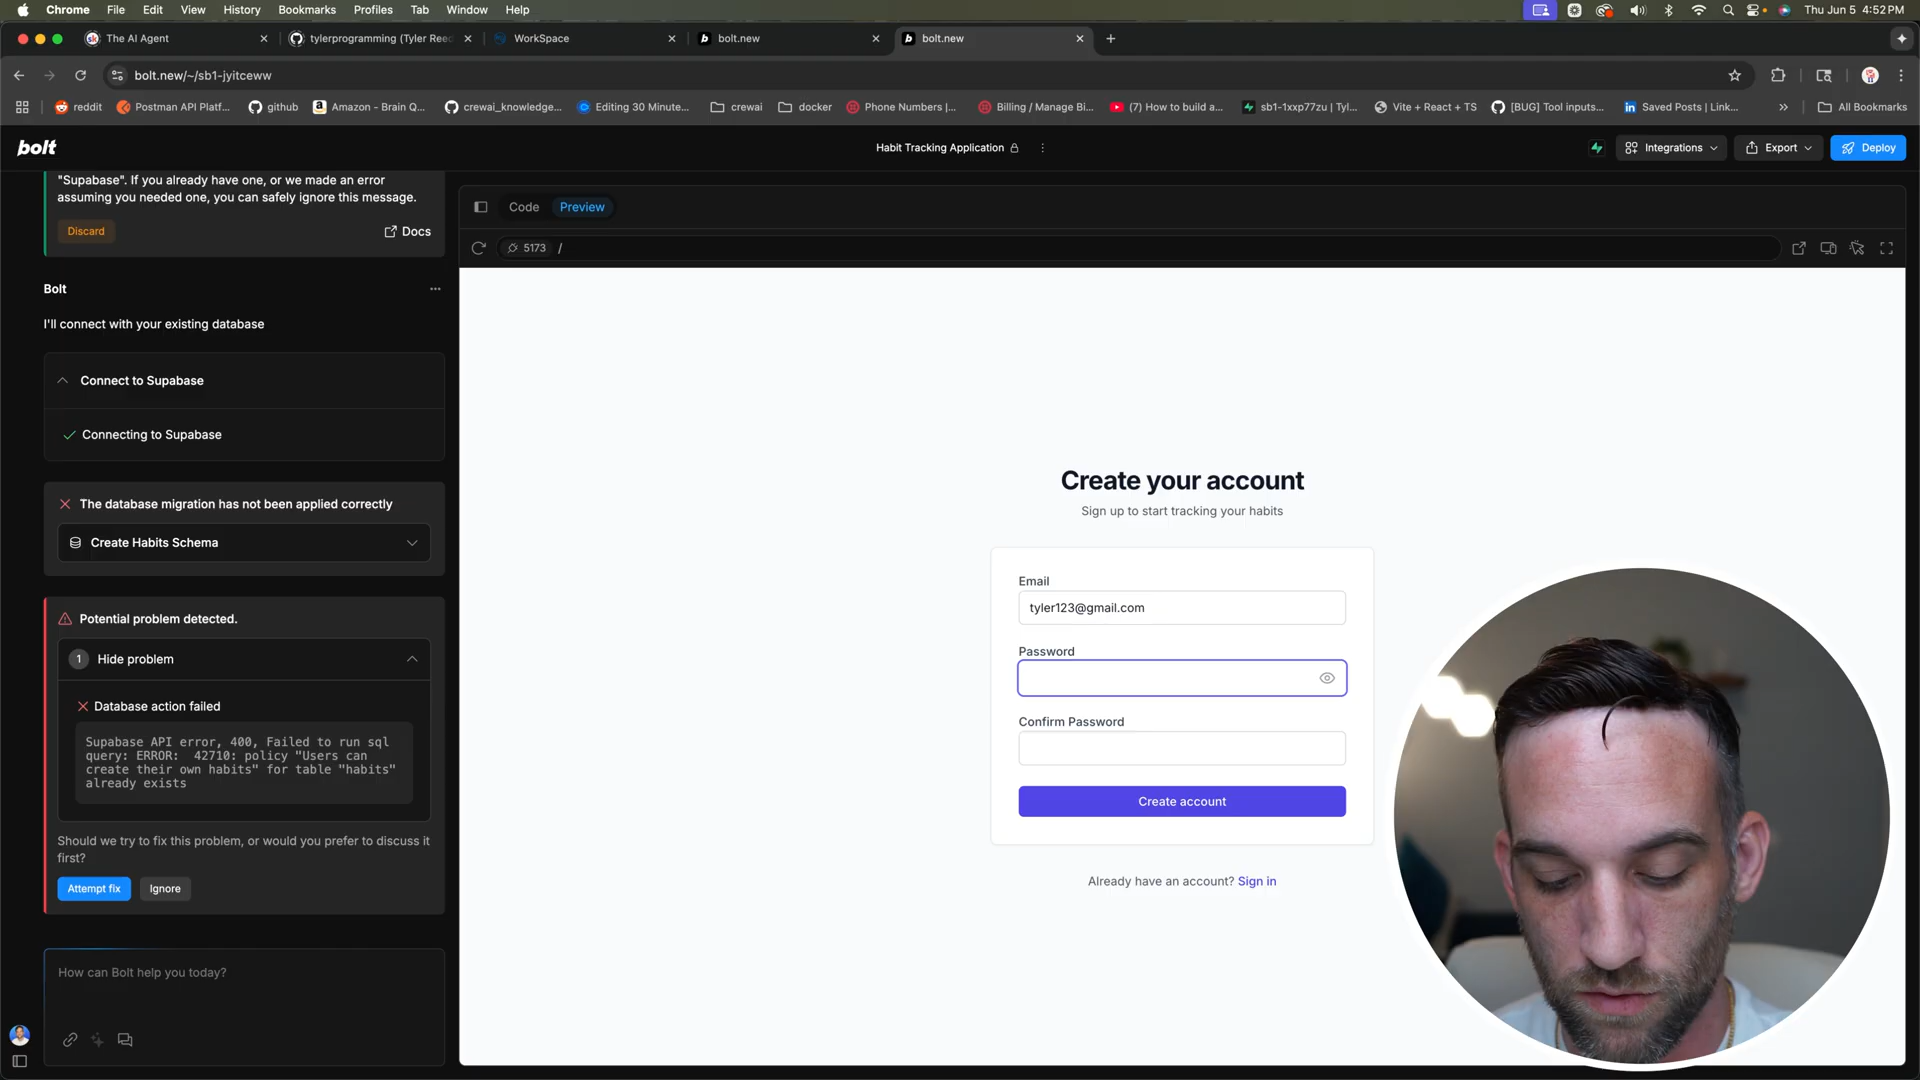 Chrome File Edit View History Bookmarks Profiles Tab Window Help
Thu Jun 5 4:52 PM
The AI Agent
tylerprogramming (Tyler Reed
WorkSpace
bolt.new
bolt.new
bolt.new/~/sb1-jyitceww
reddit
Postman API Platf...
github
Amazon - Brain Q...
crewai_knowledge...
Editing 30 Minute...
crewai
docker
Phone Numbers |...
Billing / Manage Bi...
(7) How to build a...
sb1-1xxp77zu | Tyl...
Vite + React + TS
[BUG] Tool inputs...
Saved Posts | Link...
All Bookmarks
bolt
Habit Tracking Application
Integrations
Export
Deploy
"Supabase". If you already have one, or we made an error
assuming you needed one, you can safely ignore this message.
Discard
Docs
Bolt
I'll connect with your existing database
Connect to Supabase
Connecting to Supabase
The database migration has not been applied correctly
Create Habits Schema
Potential problem detected.
1 Hide problem
Database action failed
Supabase API error, 400, Failed to run sql
query: ERROR:  42710: policy "Users can
create their own habits" for table "habits"
already exists
Should we try to fix this problem, or would you prefer to discuss it
first?
Attempt fix
Ignore
How can Bolt help you today?
Code
Preview
5173
/
Create your account
Sign up to start tracking your habits
Email
tyler123@gmail.com
Password
Confirm Password
Create account
Already have an account? Sign in